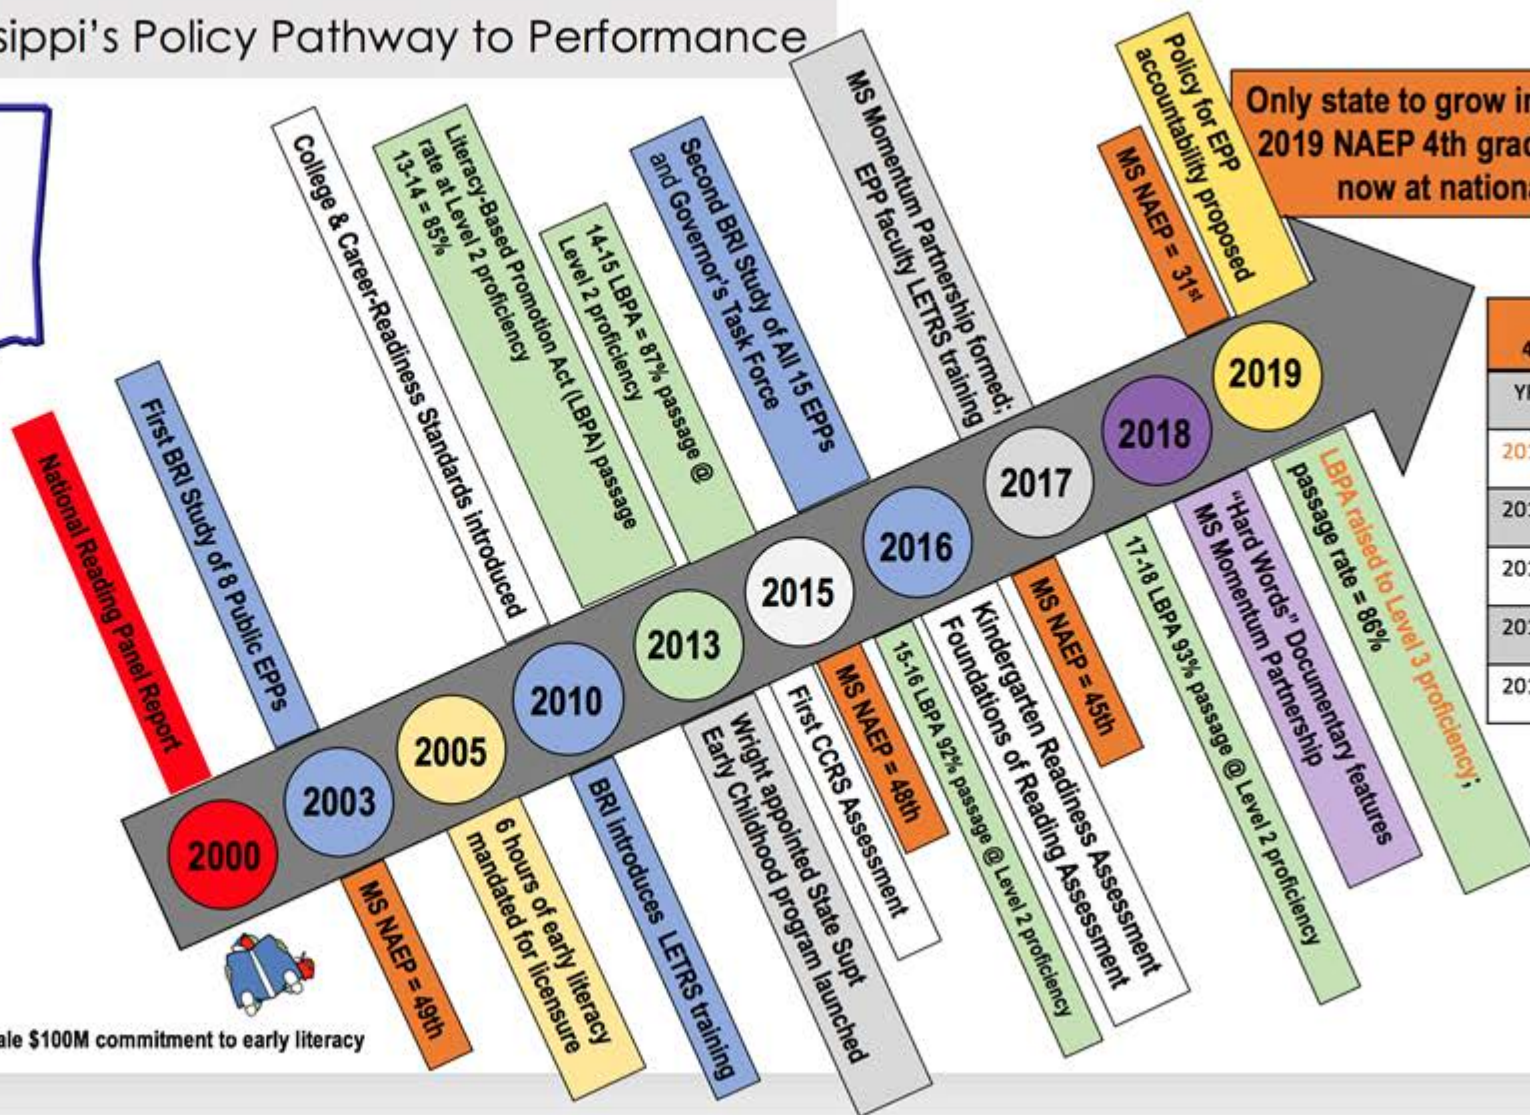 sippi's Policy Pathway to Performance
National Reading Panel Report
First BRI Study of 8 Public EPPs
College & Career-Readiness Standards introduced
Literacy-Based Promotion Act (LBPA) passage
rate at Level 2 proficiency
13-14 = 85%
14-15 LBPA = 87% passage @
Level 2 proficiency
Second BRI Study of All 15 EPPs
and Governor's Task Force
MS Momentum Partnership formed;
EPP faculty LETRS training
MS NAEP = 31st
Policy for EPP
accountability proposed
Only state to grow in
2019 NAEP 4th grad
now at nationa
2000
2003
2005
2010
2013
2015
2016
2017
2018
2019
MS NAEP = 49th
6 hours of early literacy
mandated for licensure
BRI introduces LETRS training
Wright appointed State Supt
Early Childhood program launched
First CCRS Assessment
MS NAEP = 48th
15-16 LBPA 92% passage @ Level 2 proficiency
Kindergarten Readiness Assessment
Foundations of Reading Assessment
MS NAEP = 45th
17-18 LBPA 93% passage @ Level 2 proficiency
"Hard Words" Documentary features
MS Momentum Partnership
LBPA raised to Level 3 proficiency;
passage rate = 86%
4
YE
201
201
201
201
201
ale $100M commitment to early literacy